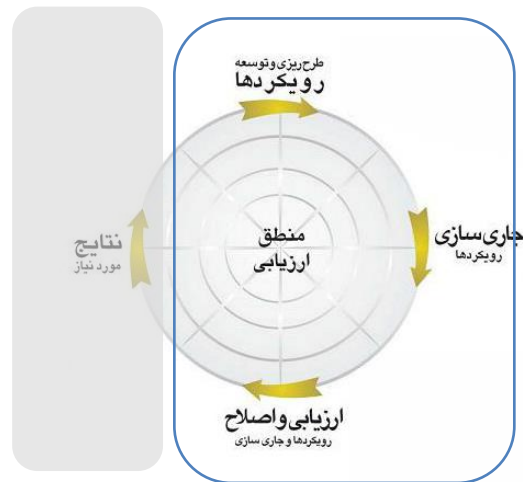 طرح‌ریزی و توسعه
رویکردها
جاری سازی
رویکردها
منطق
ارزیابی
نتایج
مورد نیاز
ارزیابی و اصلاح
رویکردها و جاری سازی